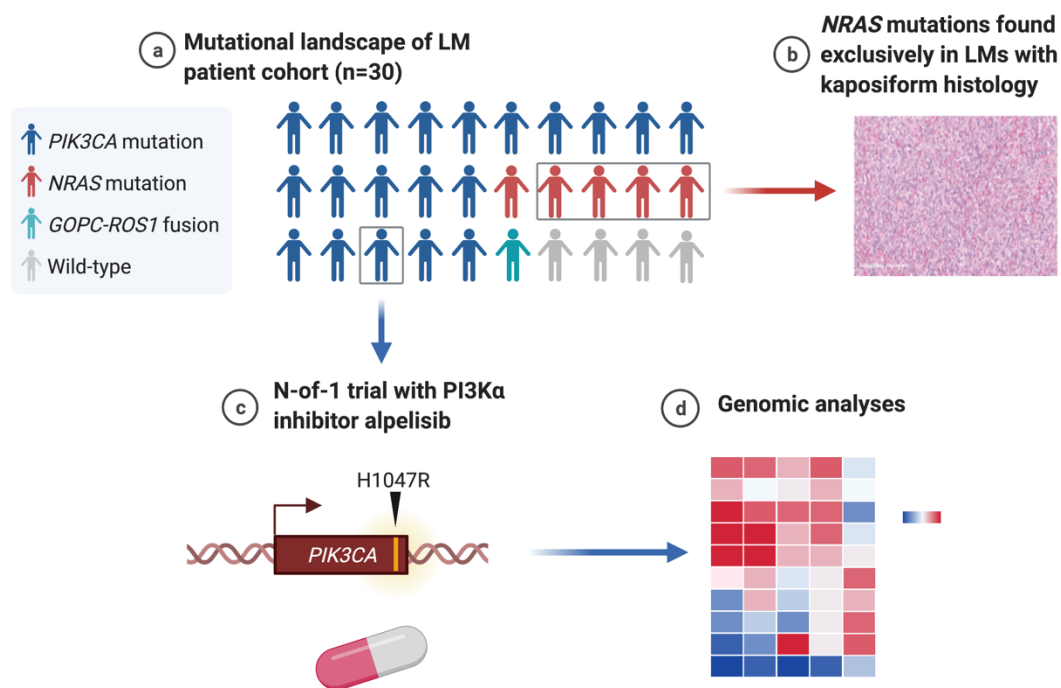 a
Mutational landscape of LM
patient cohort (n=30)
NRAS mutations found
b
exclusively in LMs with
kaposiform histology
PIK3CA mutation
NRAS mutation
GOPC-ROS1 fusion
Wild-type
c
N-of-1 trial with PI3Kα
inhibitor alpelisib
d
Genomic analyses
H1047R
PIK3CA